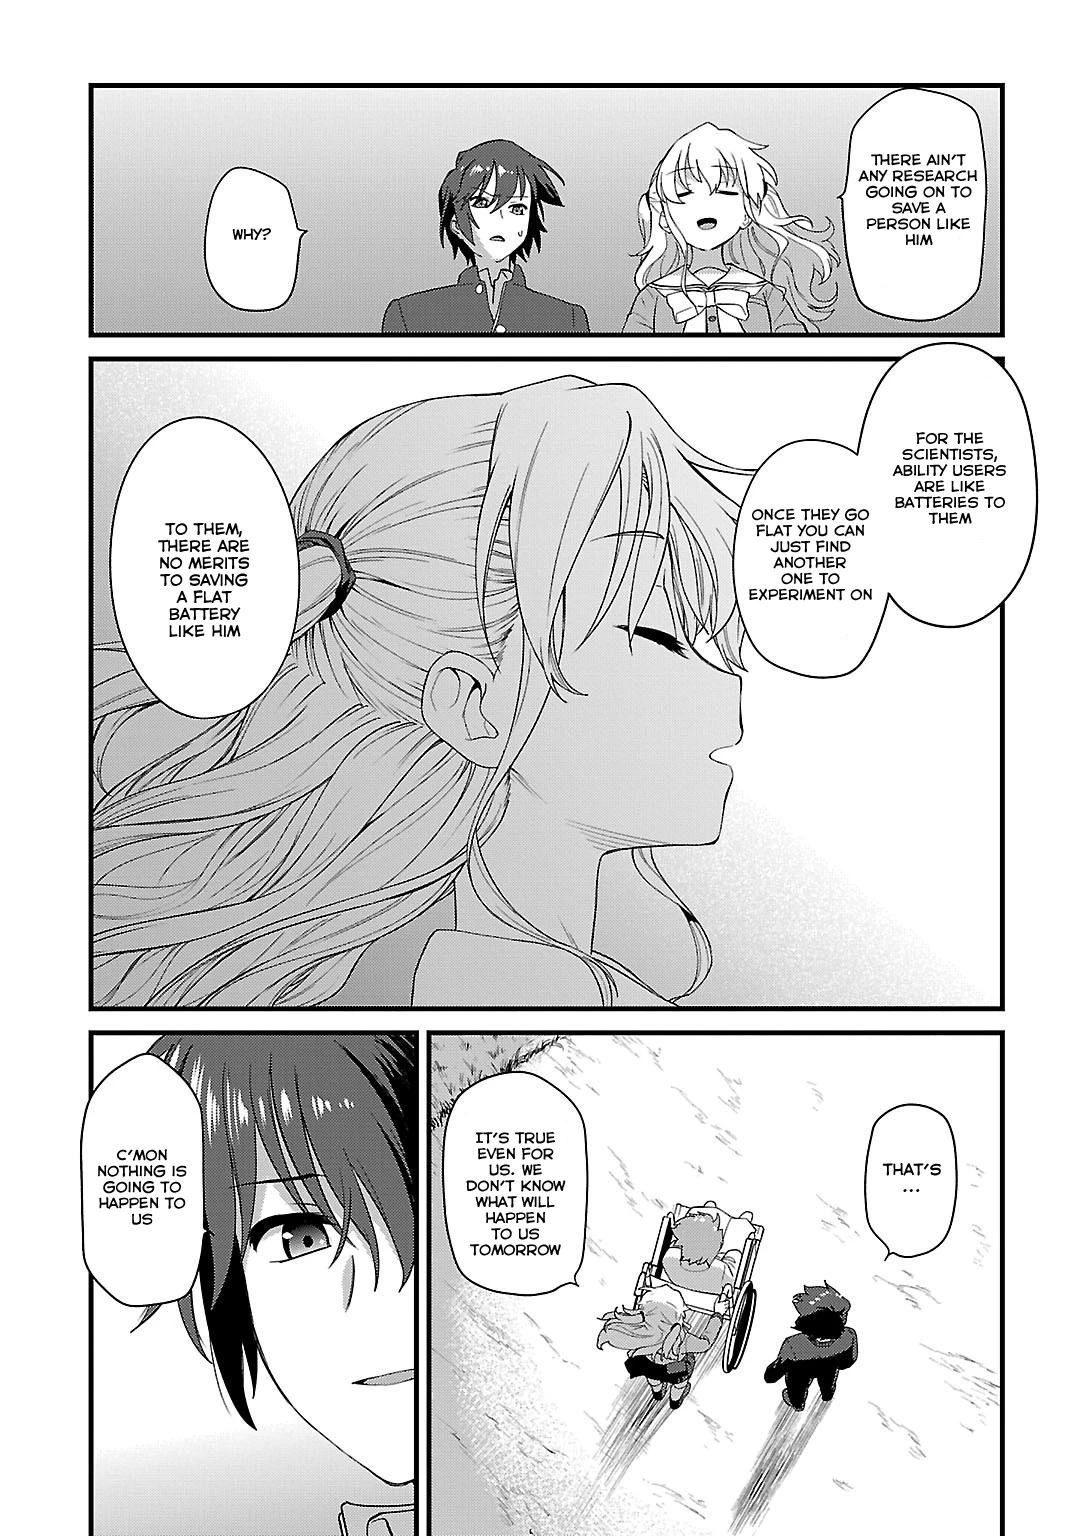 THERE AIN'T
ANY RESEARCH
GOING ON TO
SAVE A
PERSON LIKE
HIM
WHY?
FOR THE
SCIENTISTS,
ABILITY USERS
ARE LIKE
BATTERIES TO
THEM
ONCE THEY GO
FLAT YOU CAN
JUST FIND
ANOTHER
ONE TO
EXPERIMENT ON
TO THEM,
THERE ARE
NO MERITS
TO SAVING
A FLAT
BATTERY
LIKE HIM
THAT'S
...
IT'S TRUE
EVEN FOR
US. WE
DON'T KNOW
WHAT WILL
HAPPEN
TO US
TOMORROW
C'MON
NOTHING IS
GOING TO
HAPPEN TO
US